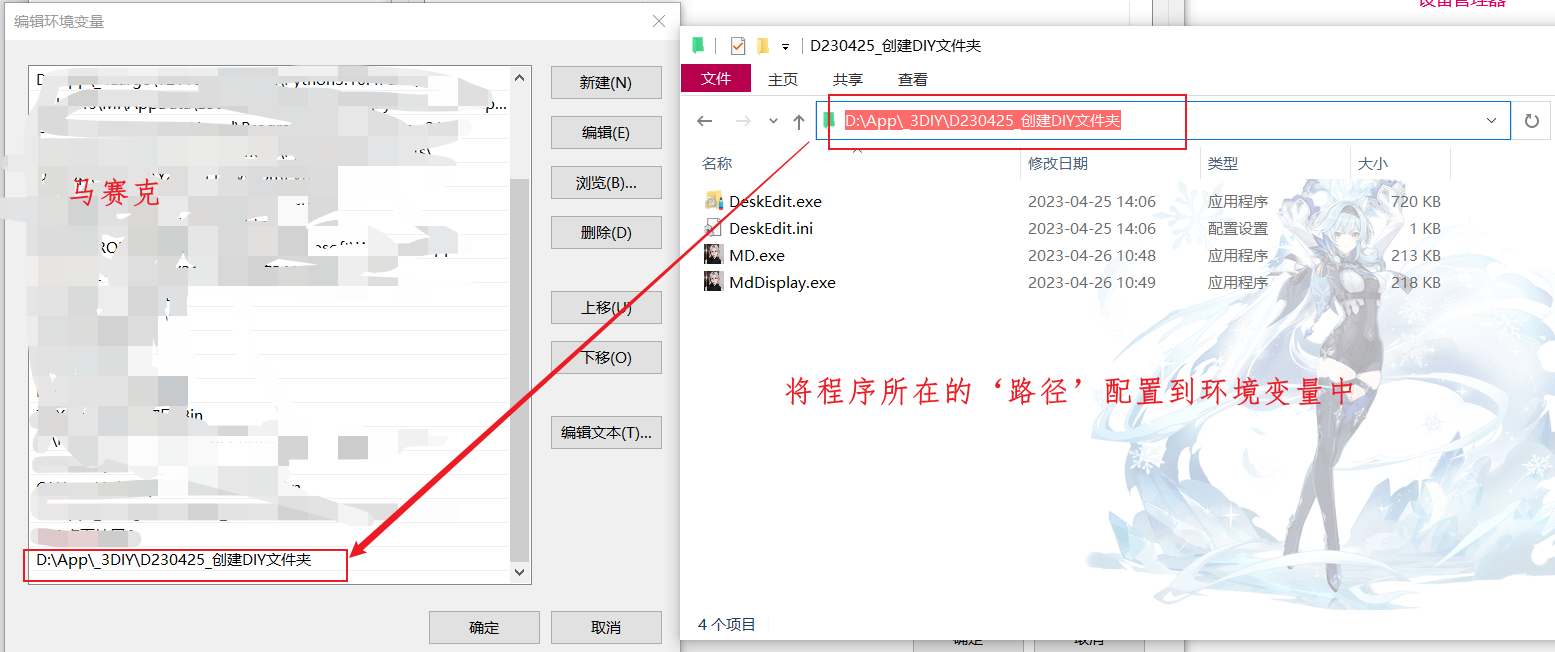 编辑环境变量
新建(N)
编辑(E)
浏览(B)...
删除(D)
上移(U)
下移(O)
编辑文本(T)...
马赛克
D:\App\_3DIY\D230425_创建DIY文件夹
确定
取消
设备管理器
D230425_创建DIY文件夹
文件 主页 共享 查看
D:\App\_3DIY\D230425_创建DIY文件夹
名称 修改日期 类型 大小
DeskEdit.exe 2023-04-25 14:06 应用程序 720 KB
DeskEdit.ini 2023-04-25 14:06 配置设置 1 KB
MD.exe 2023-04-26 10:48 应用程序 213 KB
MdDisplay.exe 2023-04-26 10:49 应用程序 218 KB
将程序所在的‘路径’配置到环境变量中
4 个项目
确定 取消